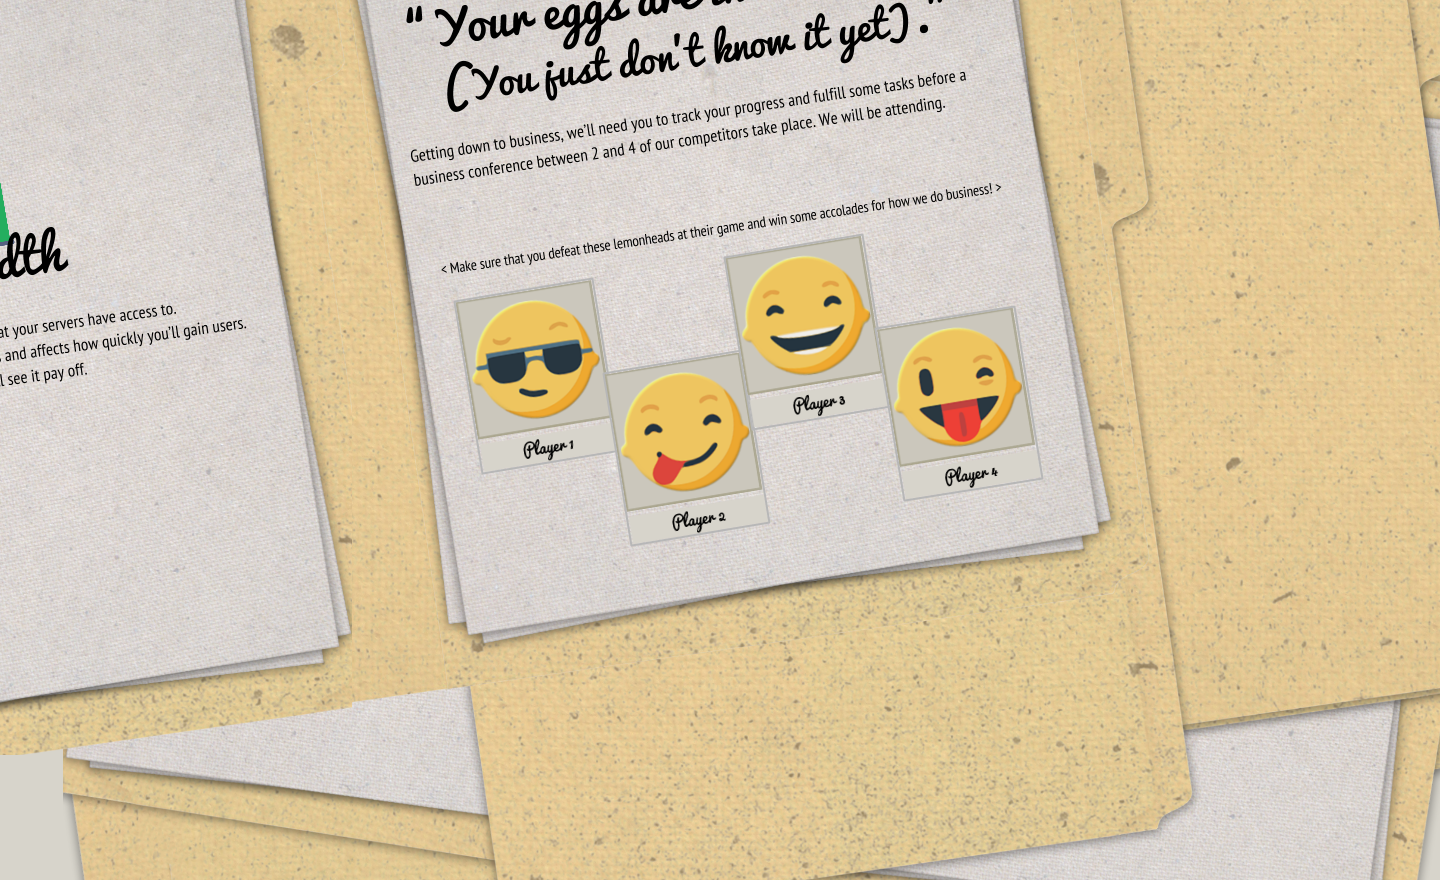 dth
at your servers have access to.
and affects how quickly you'll gain users.
see it pay off.
“ Your eggs are
(You just don't know it yet) .”
Getting down to business, we'll need you to track your progress and fulfill some tasks before a
business conference between 2 and 4 of our competitors take place. We will be attending.
< Make sure that you defeat these lemonheads at their game and win some accolades for how we do business! >
Player 1
Player 2
Player 3
Player 4